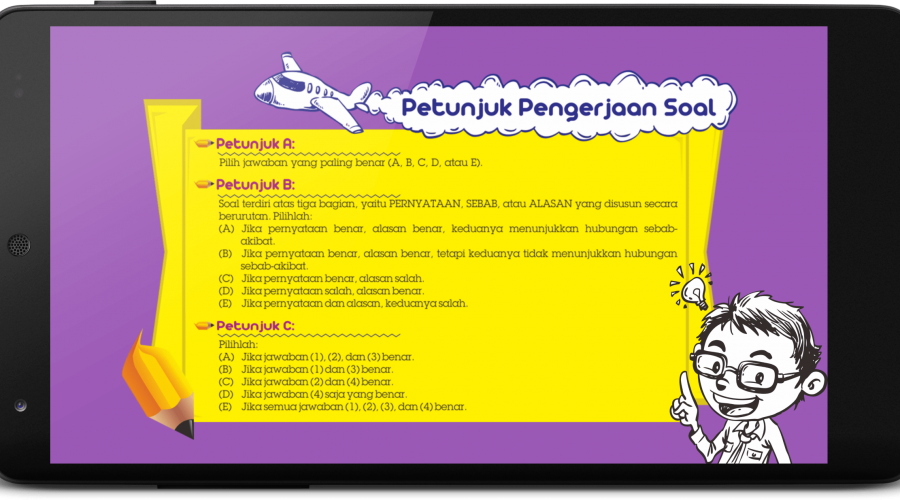 Petunjuk Pengerjaan Soal
Petunjuk A:
Pilih jawaban yang paling benar (A, B, C, D, atau E).
Petunjuk B:
Soal terdiri atas tiga bagian, yaitu PERNYATAAN, SEBAB, atau ALASAN yang disusun secara
berurutan. Pilihlah:
(A) Jika pernyataan benar, alasan benar, keduanya menunjukkan hubungan sebab-
akibat.
(B) Jika pernyataan benar, alasan benar, tetapi keduanya tidak menunjukkan hubungan
sebab-akibat.
(C) Jika pernyataan benar, alasan salah.
(D) Jika pernyataan salah, alasan benar.
(E) Jika pernyataan dan alasan, keduanya salah.
Petunjuk C:
Pilihlah:
(A) Jika jawaban (1), (2), dan (3) benar.
(B) Jika jawaban (1) dan (3) benar.
(C) Jika jawaban (2) dan (4) benar.
(D) Jika jawaban (4) saja yang benar.
(E) Jika semua jawaban (1), (2), (3), dan (4) benar.